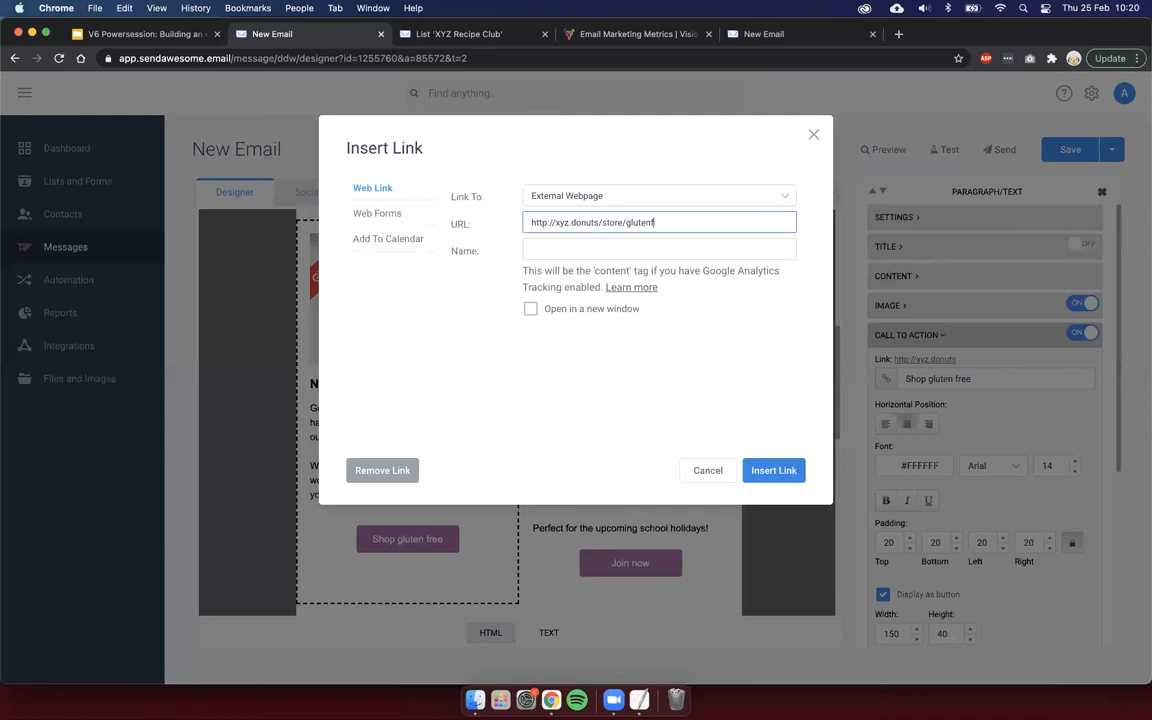 Chrome File Edit View History Bookmarks People Tab Window Help Thu 25 Feb 10:20
V6 Powersession: Building an New Email List 'XYZ Recipe Club' Email Marketing Metrics | Visio New Email
app.sendawesome.email/message/ddw/designer?id=1255760&a=85572&t=2 ABP Update
Find anything.. A
Dashboard
Lists and Forms
Contacts
Messages
Automation
Reports
Integrations
Files and Images
New Email Preview Test Send Save
Designer Socia
Insert Link
Web Link
Web Forms
Add To Calendar
Link To: External Webpage
URL: http://xyz.donuts/store/glutenf
Name:
This will be the 'content' tag if you have Google Analytics
Tracking enabled. Learn more
Open in a new window
Remove Link Cancel Insert Link
G
N
G
ha
ou
W
wo
yo
Shop gluten free
Perfect for the upcoming school holidays!
Join now
HTML TEXT
PARAGRAPH/TEXT
SETTINGS
TITLE OFF
CONTENT
IMAGE ON
CALL TO ACTION ON
Link: http://xyz.donuts
Shop gluten free
Horizontal Position:
Font:
#FFFFFF Arial 14
B I U
Padding:
20 20 20 20
Top Bottom Left Right
Display as button
Width: Height:
150 40